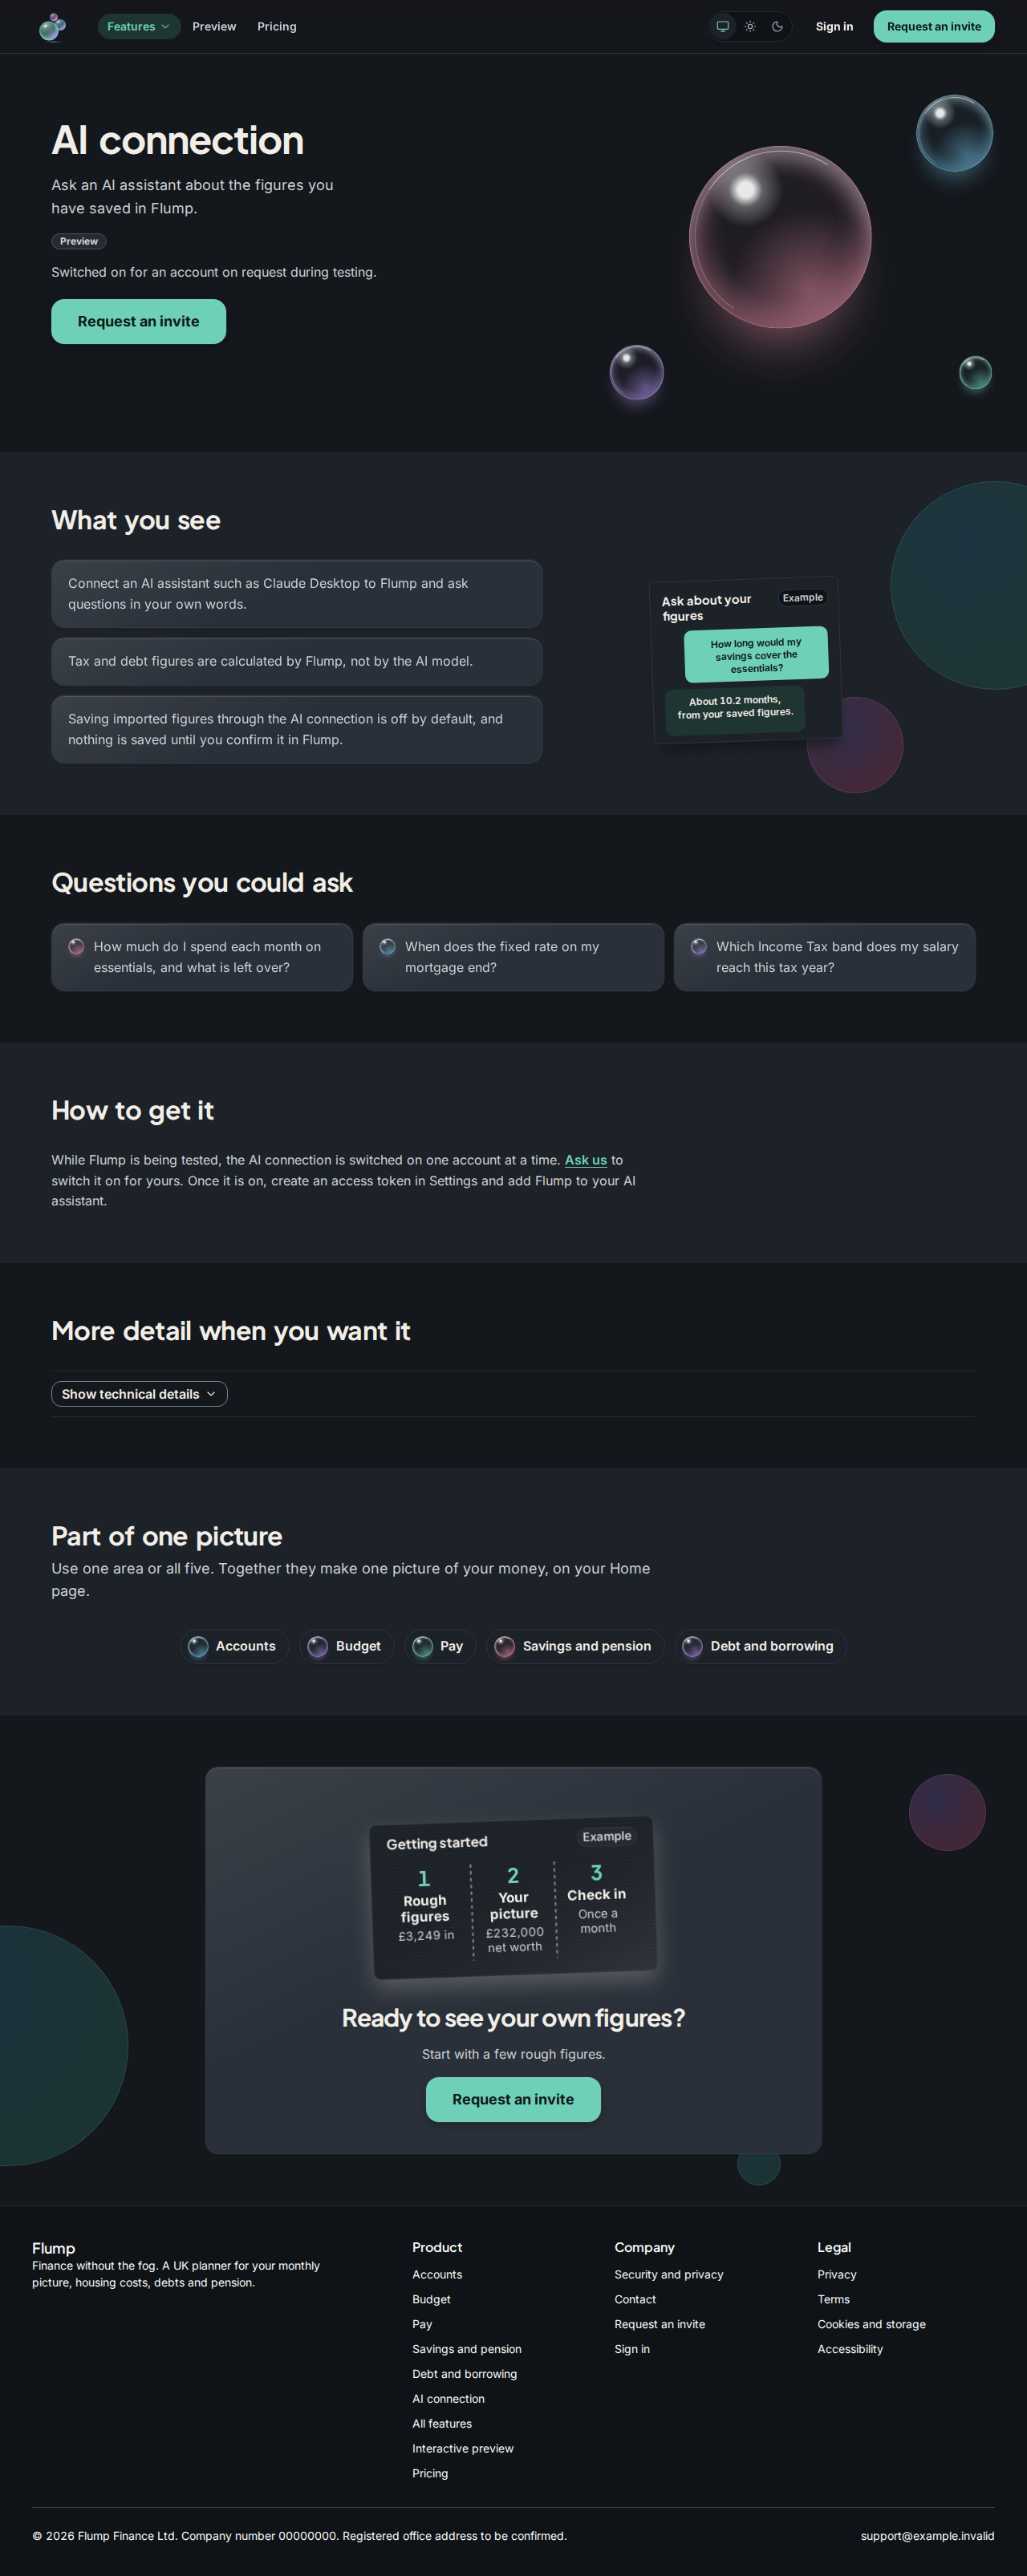 Features
Preview
Pricing
Sign in
Request an invite
AI connection
Ask an AI assistant about the figures you
have saved in Flump.
Preview
Switched on for an account on request during testing.
Request an invite
What you see
Connect an AI assistant such as Claude Desktop to Flump and ask
questions in your own words.
Tax and debt figures are calculated by Flump, not by the AI model.
Saving imported figures through the AI connection is off by default, and
nothing is saved until you confirm it in Flump.
Ask about your
figures
Example
How long would my
savings cover the
essentials?
About 10.2 months,
from your saved figures.
Questions you could ask
How much do I spend each month on
essentials, and what is left over?
When does the fixed rate on my
mortgage end?
Which Income Tax band does my salary
reach this tax year?
How to get it
While Flump is being tested, the AI connection is switched on one account at a time. Ask us to
switch it on for yours. Once it is on, create an access token in Settings and add Flump to your AI
assistant.
More detail when you want it
Show technical details
Part of one picture
Use one area or all five. Together they make one picture of your money, on your Home
page.
Accounts
Budget
Pay
Savings and pension
Debt and borrowing
Getting started
Example
1
Rough
figures
£3,249 in
2
Your
picture
£232,000
net worth
3
Check in
Once a
month
Ready to see your own figures?
Start with a few rough figures.
Request an invite
Flump
Finance without the fog. A UK planner for your monthly
picture, housing costs, debts and pension.
Product
Accounts
Budget
Pay
Savings and pension
Debt and borrowing
AI connection
All features
Interactive preview
Pricing
Company
Security and privacy
Contact
Request an invite
Sign in
Legal
Privacy
Terms
Cookies and storage
Accessibility
© 2026 Flump Finance Ltd. Company number 00000000. Registered office address to be confirmed.
support@example.invalid